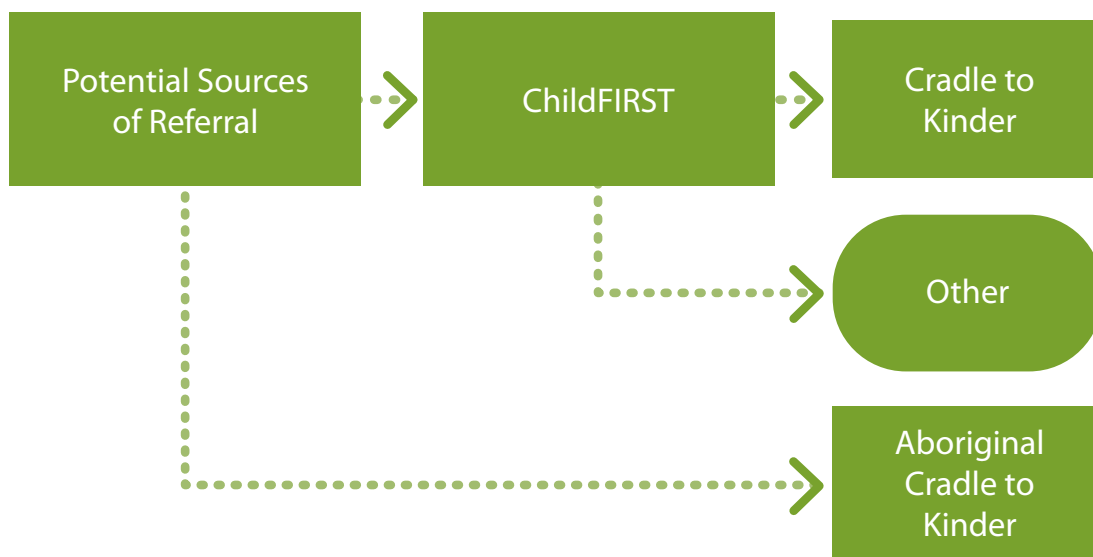 Potential Sources
of Referral
ChildFIRST
Cradle to
Kinder
Other
Aboriginal
Cradle to
Kinder